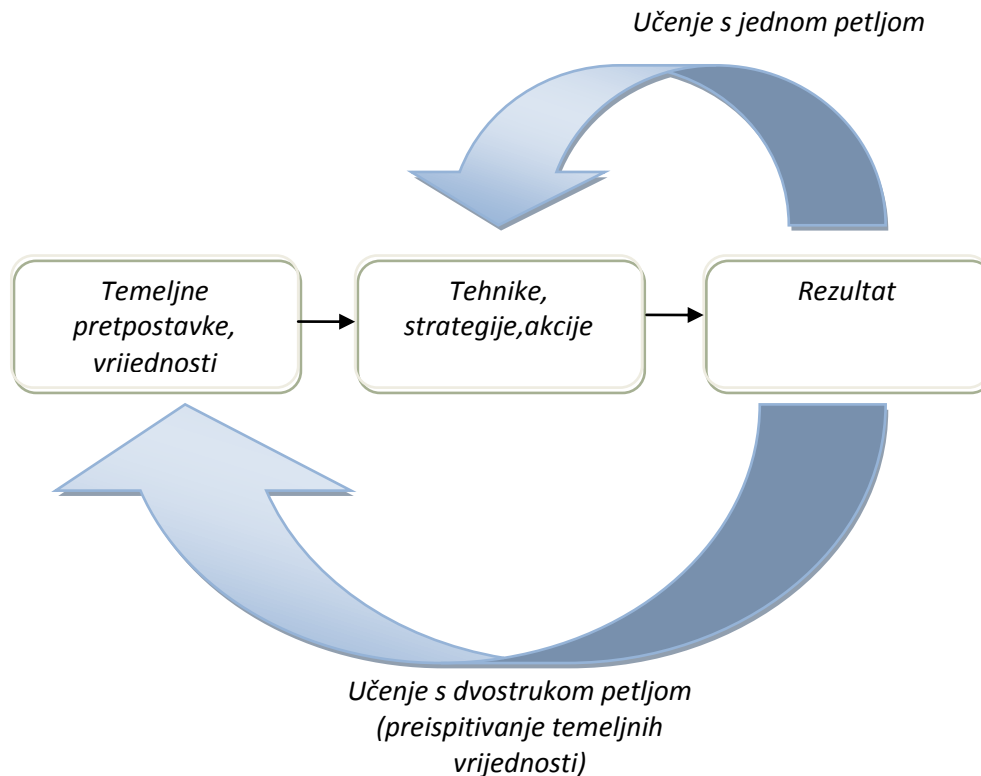 Učenje s jednom petljom
Temeljne
pretpostavke,
vrijednosti
Tehnike,
strategije,akcije
Rezultat
Učenje s dvostrukom petljom
(preispitivanje temeljnih
vrijednosti)